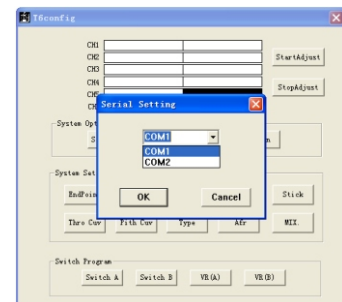 T6config
CH1
CH2
StartAdjust
CH3
CH4
StopAdjust
CH
Serial Setting
System Opt
COM1
S
COM1
n
COM2
System Set
EndPoin
OK
Cancel
Stick
Thro Cuv
Pith Cuv
Type
Afr
MIX.
Switch Program
Switch A
Switch B
VR(A)
VR(B)